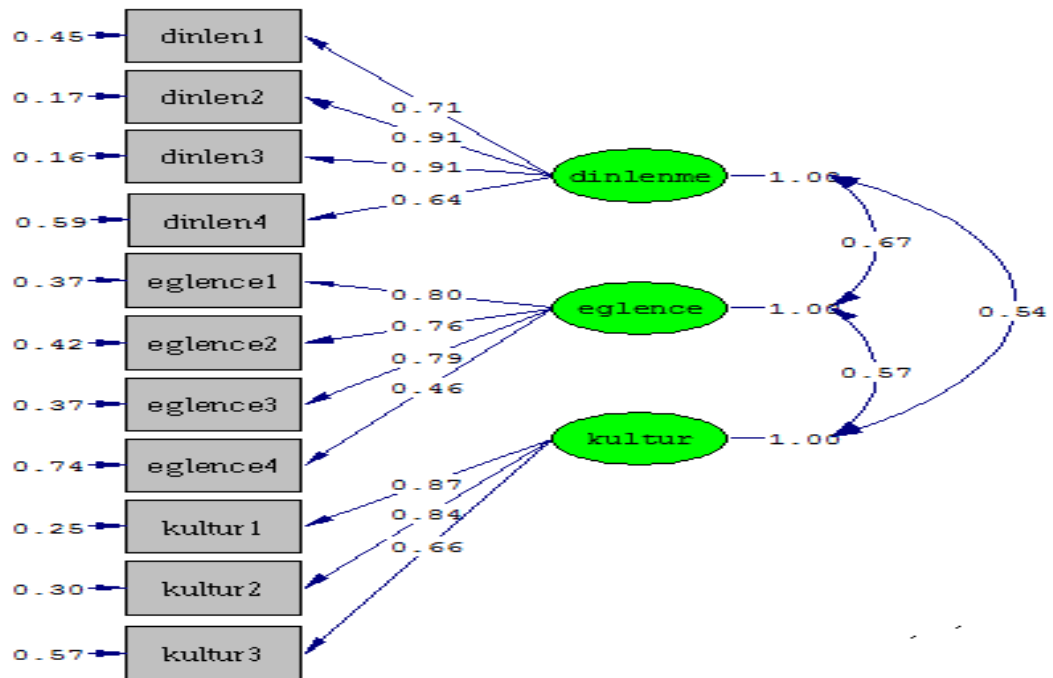 0.45 dinlen1
0.17 dinlen2
0.71
0.91
0.16 dinlen3
0.91
dinlenme 1.00
0.64
0.59 dinlen4
0.67
0.37 eglence1
0.80
eglence 1.00
0.54
0.76
0.42 eglence2
0.79
0.57
0.46
0.37 eglence3
kultur 1.00
0.74 eglence4
0.87
0.84
0.25 kultur1
0.66
0.30 kultur2
0.57 kultur3